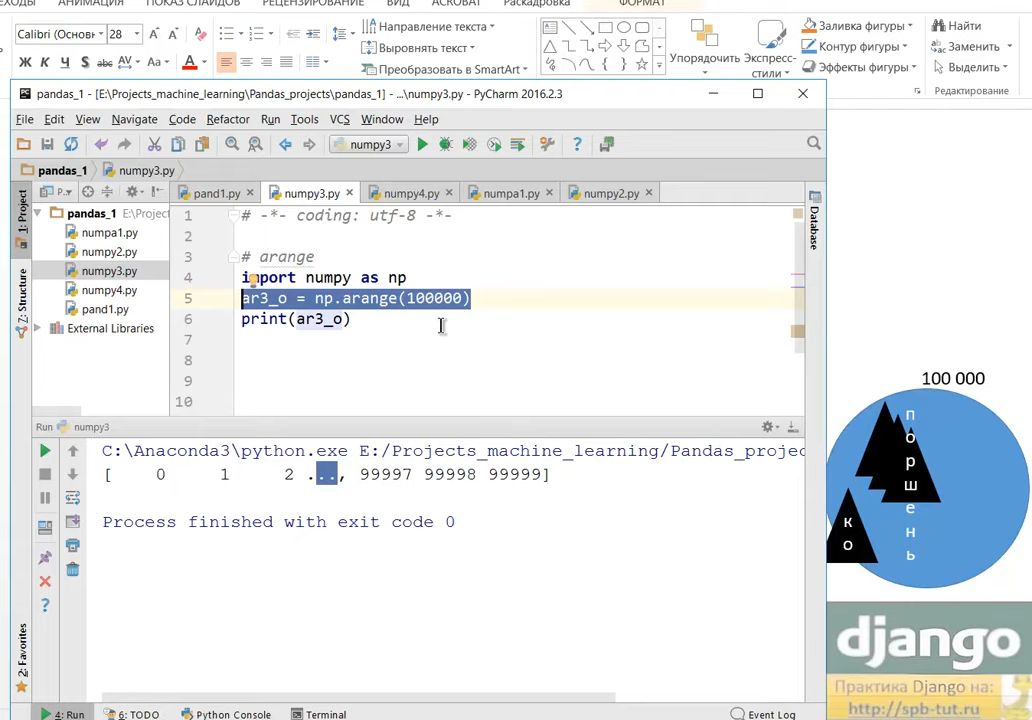 ХОДЫ АНИМАЦИЯ ПОКАЗ СЛАЙДОВ РЕЦЕНЗИРОВАНИЕ ВИД ACROBAT Раскадровка ФОРМАТ
Calibri (Основн 28 Направление текста Заливка фигуры Найти
Выровнять текст Упорядочить Экспресс- Контур фигуры Заменить
Ж К Ч S abc AV Aa А Преобразовать в SmartArt стили Эффекты фигуры Выделить
Редактирование
pandas_1 - [E:\Projects_machine_learning\Pandas_projects\pandas_1] - ...\numpy3.py - PyCharm 2016.2.3
File Edit View Navigate Code Refactor Run Tools VCS Window Help
numpy3
pandas_1 numpy3.py
1: Project
P..
pand1.py numpy3.py numpy4.py numpa1.py numpy2.py
Database
pandas_1 E:\Project
numpa1.py
numpy2.py
numpy3.py
numpy4.py
pand1.py
External Libraries
7: Structure
1 # -*- coding: utf-8 -*-
2
3 # arange
4 import numpy as np
5 ar3_o = np.arange(100000)
6 print(ar3_o)
7
8
9
10
Run numpy3
C:\Anaconda3\python.exe E:/Projects_machine_learning/Pandas_projec
[ 0 1 2 ..., 99997 99998 99999]
Process finished with exit code 0
2: Favorites
4: Run 6: TODO Python Console Terminal Event Log
100 000
п
о
р
ш
е
н
ь
к
о
django
Практика Django на:
http://spb-tut.ru